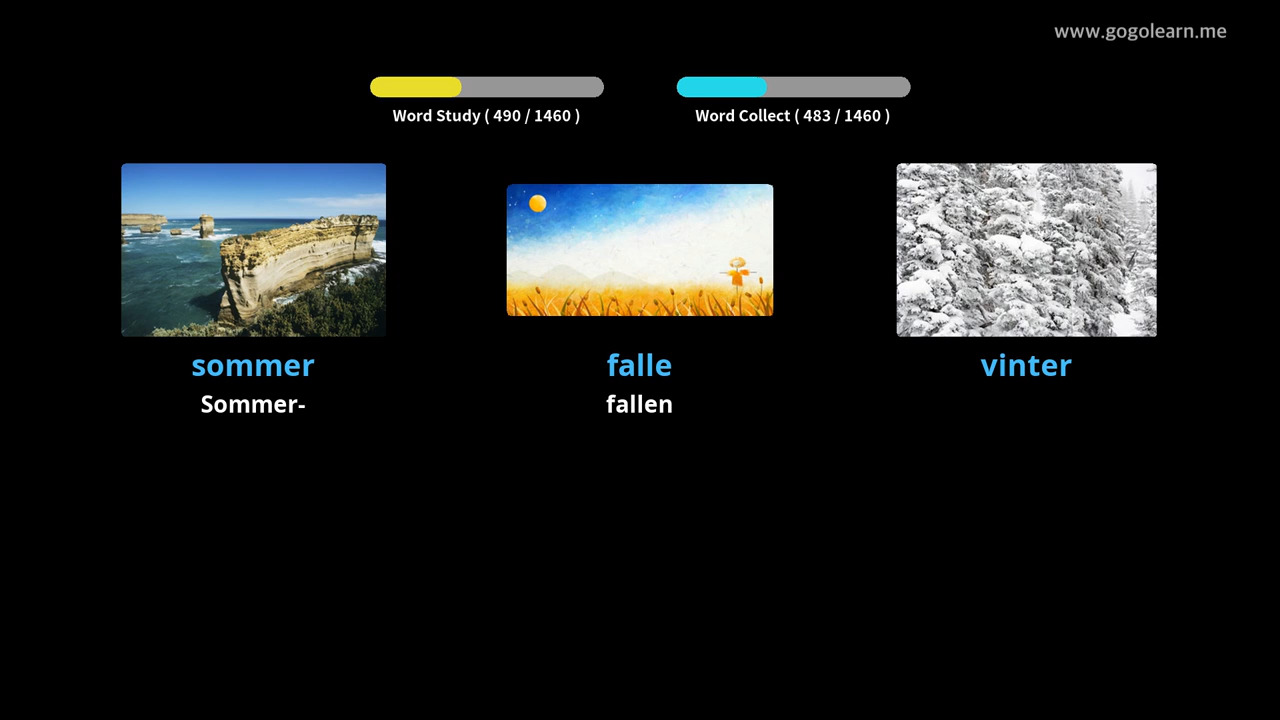 www.gogolearn.me
Word Study ( 490 / 1460 )
Word Collect ( 483 / 1460 )
sommer
falle
vinter
Sommer-
fallen